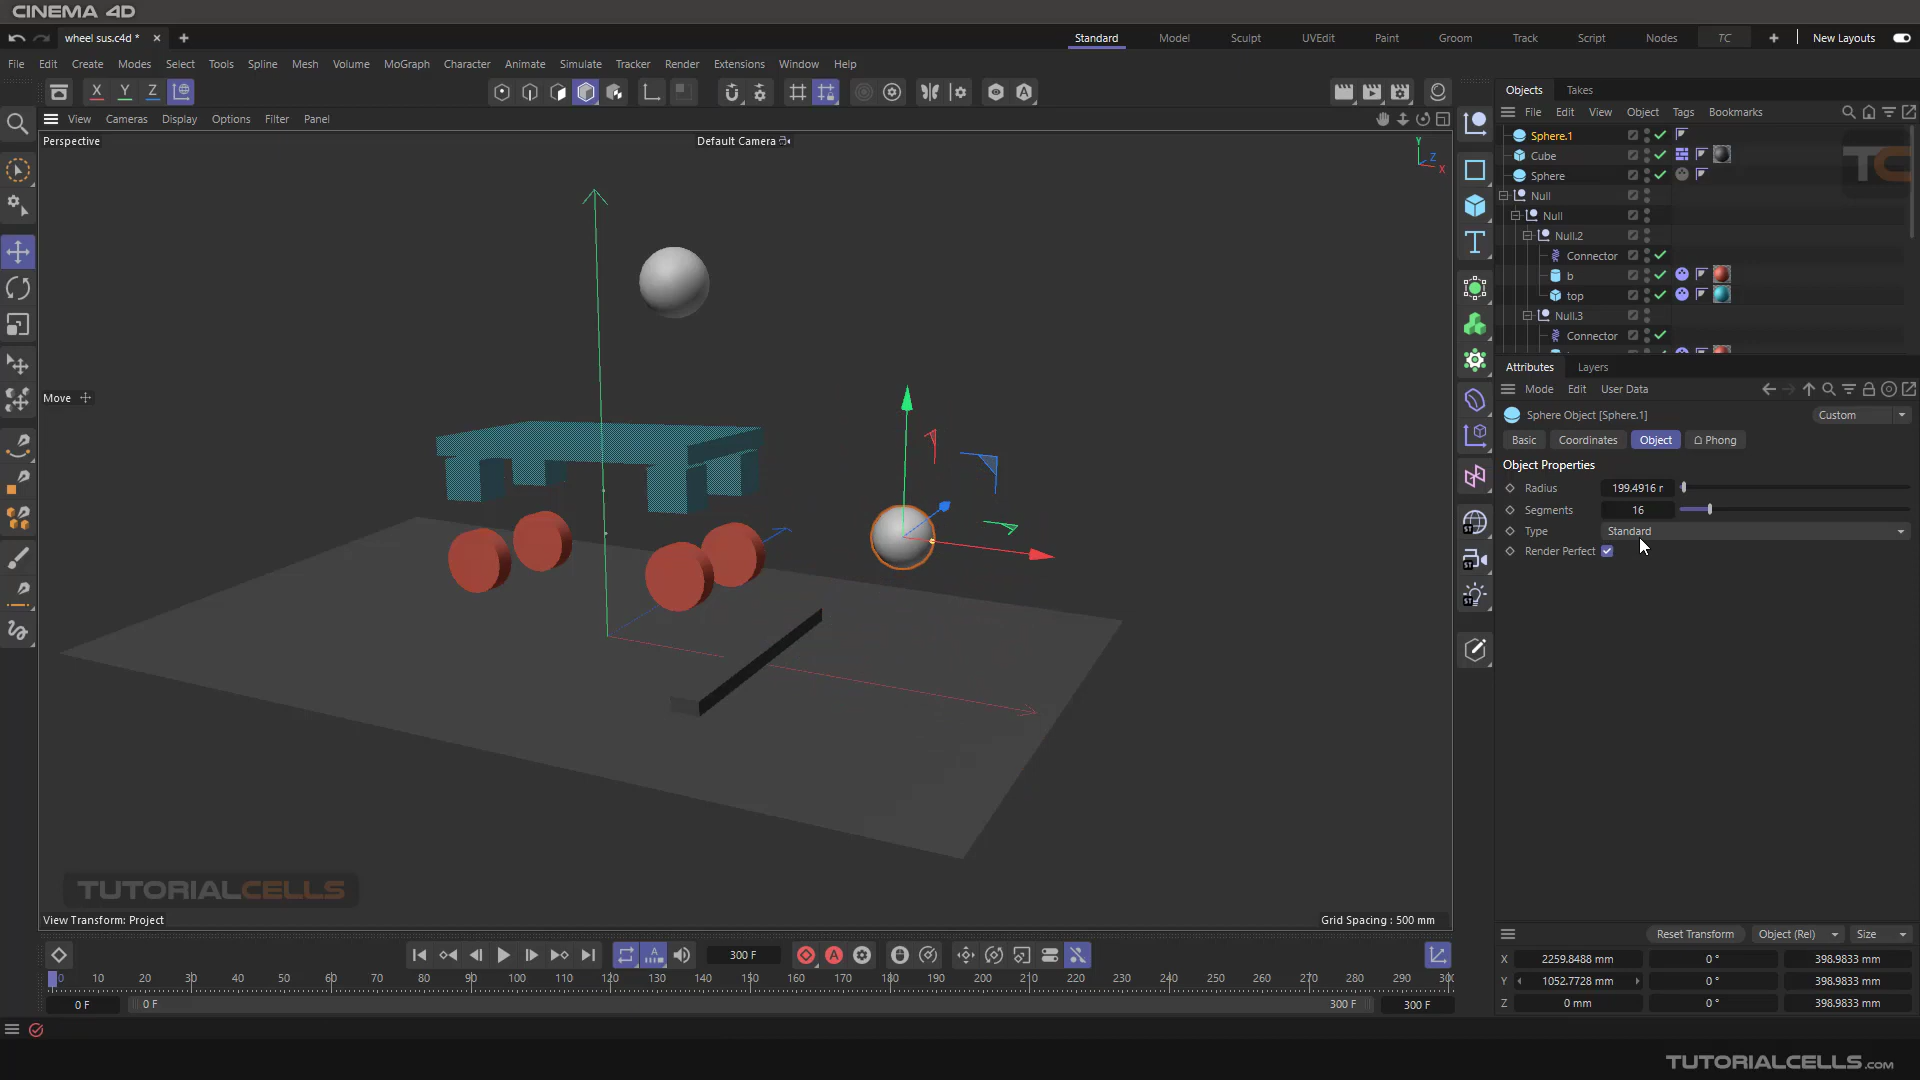 CINEMA 4D
wheel sus.c4d *
Standard Model Sculpt UVEdit Paint Groom Track Script Nodes TC New Layouts
File Edit Create Modes Select Tools Spline Mesh Volume MoGraph Character Animate Simulate Tracker Render Extensions Window Help
X Y Z
View Cameras Display Options Filter Panel
Perspective
Default Camera
Y
Z
X
Move
TUTORIALCELLS
View Transform: Project
Grid Spacing : 500 mm
ST
ST
ST
Objects Takes
File Edit View Object Tags Bookmarks
Sphere.1
Cube
Sphere
Null
Null
Null.2
Connector
b
top
Null.3
Connector
TC
Attributes Layers
Mode Edit User Data
Sphere Object [Sphere.1]
Custom
Basic Coordinates Object Phong
Object Properties
Radius 199.4916 r
Segments 16
Type Standard
Render Perfect
300 F
0 10 20 30 40 50 60 70 80 90 100 110 120 130 140 150 160 170 180 190 200 210 220 230 240 250 260 270 280 290 30
0 F 0 F 300 F 300 F
Reset Transform Object (Rel) Size
X 2259.8488 mm 0 ° 398.9833 mm
Y 1052.7728 mm 0 ° 398.9833 mm
Z 0 mm 0 ° 398.9833 mm
TUTORIALCELLS.com